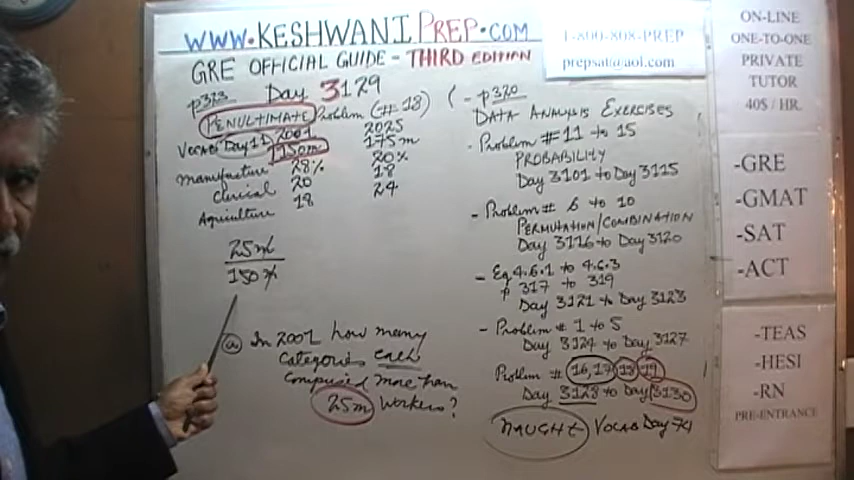 WWW.KESHWANIPREP.COM
GRE OFFICIAL GUIDE - THIRD EDITION
1-800-808-PREP
prepsat@aol.com
p323 Day 3129
PENULTIMATE Problem (#18)
VOCAB Day 11 2001 2025
150m 175m
Manufacture 28% 20%
Clerical 20 18
Agriculture 18 24
25m
150m
(a) In 2001 how many
Categories each
Comprised more than
25m workers?
- p320
DATA ANALYSIS EXERCISES
- Problem #11 to 15
PROBABILITY
Day 3101 to Day 3115
- Problem # 6 to 10
PERMUTATION/COMBINATION
Day 3116 to Day 3120
- Eg. 4.6.1 to 4.6.3
p 317 to 319
Day 3121 to Day 3123
- Problem # 1 to 5
Day 3124 to Day 3127
Problem # 16, 17 18 19
Day 3128 to Day 3130
NAUGHT VOCAB Day 74
ON-LINE
ONE-TO-ONE
PRIVATE
TUTOR
40$ / HR.
-GRE
-GMAT
-SAT
-ACT
-TEAS
-HESI
-RN
PRE-ENTRANCE